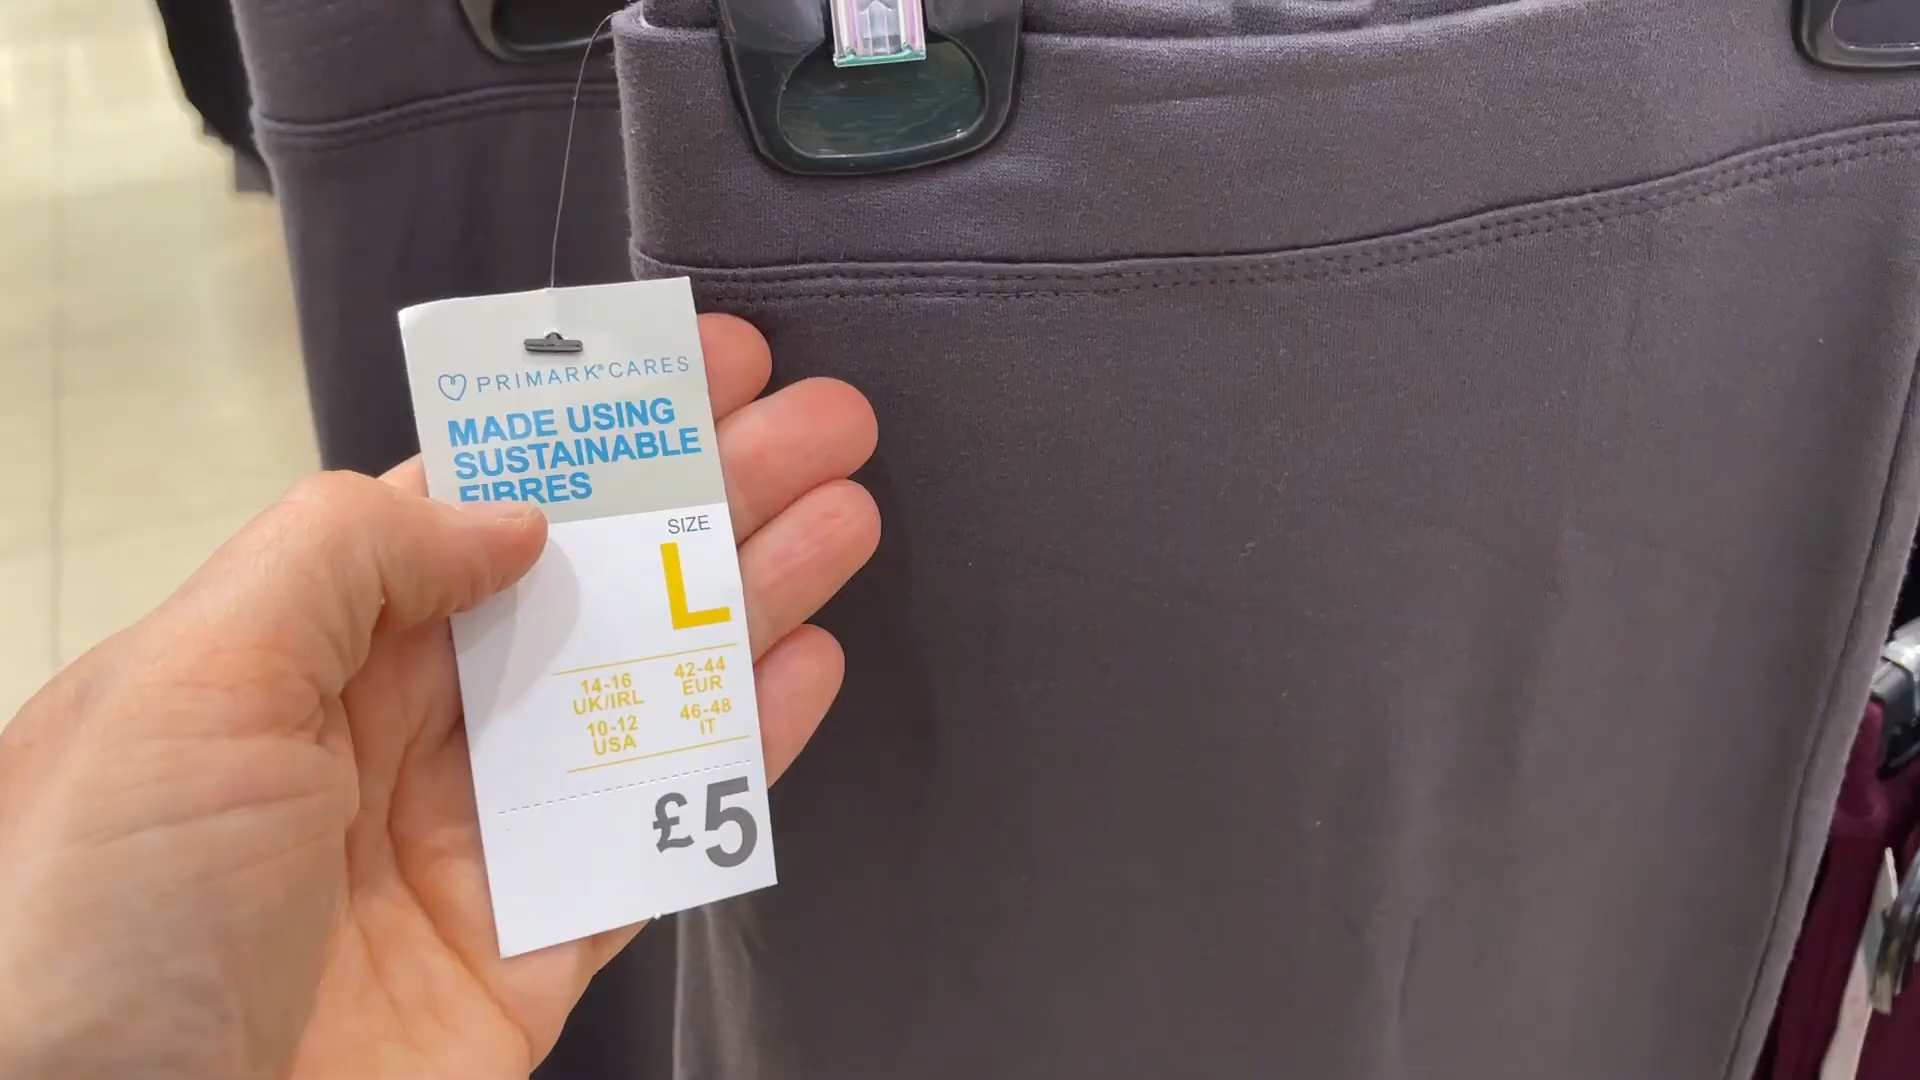 PRIMARK® CARES
MADE USING
SUSTAINABLE
FIBRES
SIZE
L
14-16
UK/IRL
42-44
EUR
10-12
USA
46-48
IT
£5